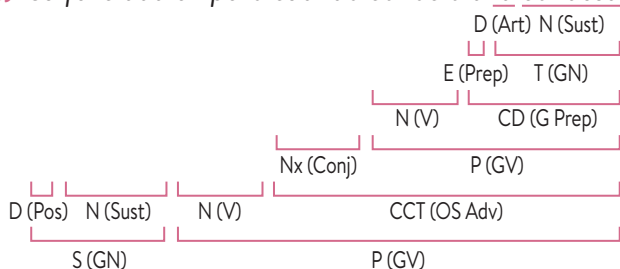 D (Art) N (Sust)
E (Prep) T (GN)
N (V) CD (G Prep)
Nx (Conj) P (GV)
D (Pos) N (Sust) N (V) CCT (OS Adv)
S (GN) P (GV)